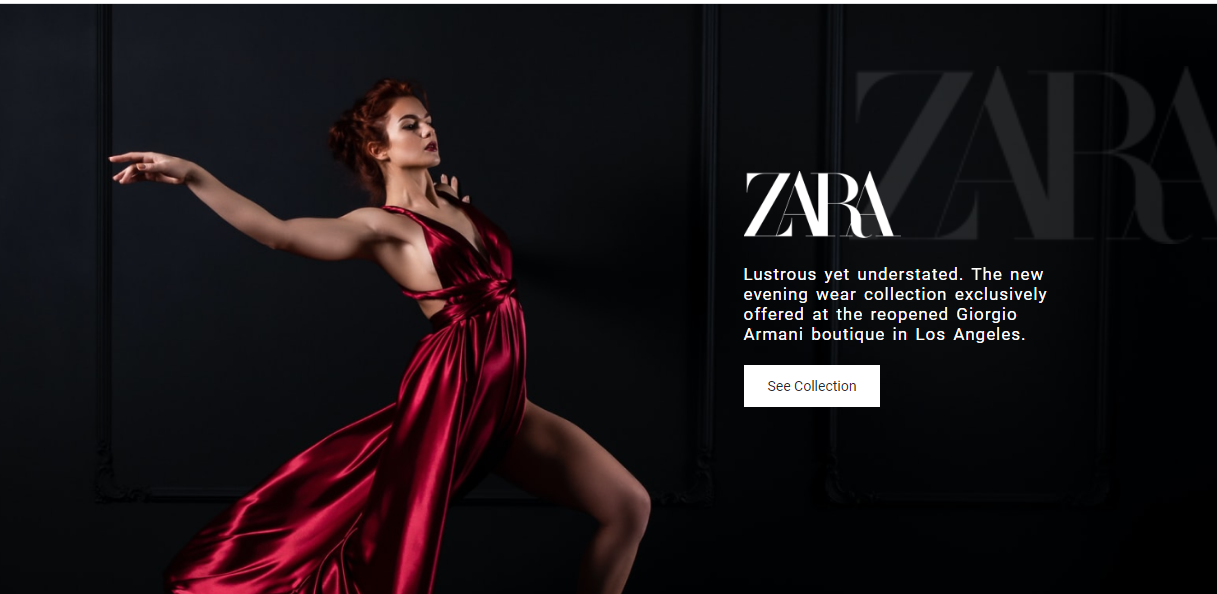 ZARA
ZARA
Lustrous yet understated. The new
evening wear collection exclusively
offered at the reopened Giorgio
Armani boutique in Los Angeles.
See Collection